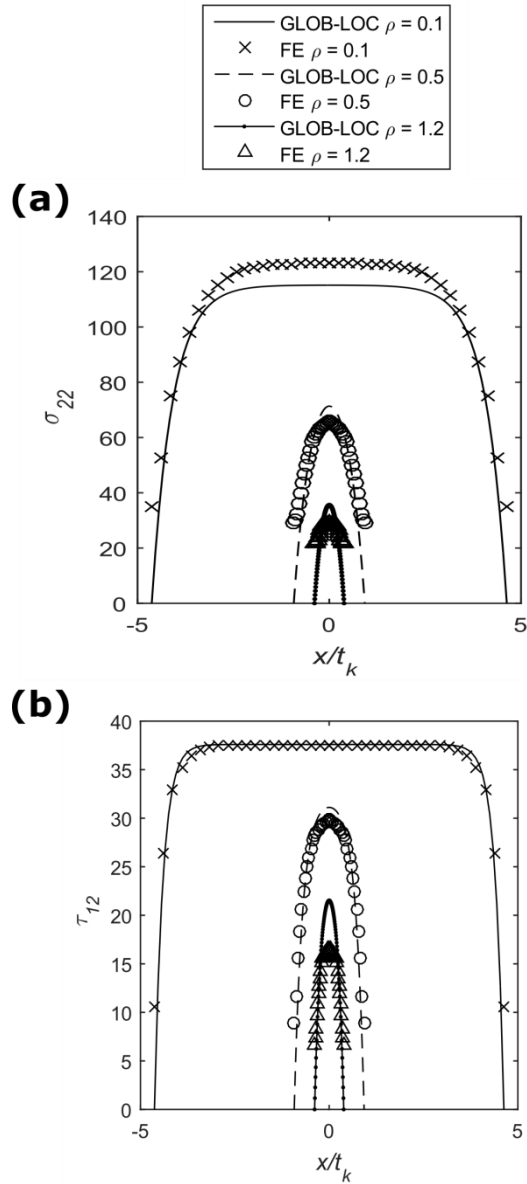 GLOB-LOC ρ = 0.1
FE ρ = 0.1
GLOB-LOC ρ = 0.5
FE ρ = 0.5
GLOB-LOC ρ = 1.2
FE ρ = 1.2
(a)
140
120
100
80
60
40
20
0
σ22
-5
0
5
x/tk
(b)
40
35
30
25
20
15
10
5
0
τ12
-5
0
5
x/tk